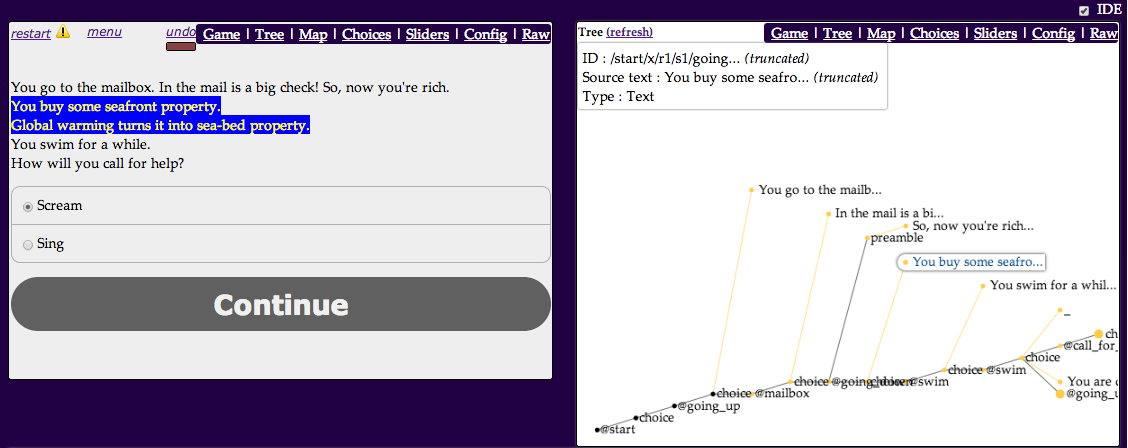 IDE
restart menu undo Game | Tree | Map | Choices | Sliders | Config | Raw
You go to the mailbox. In the mail is a big check! So, now you're rich.
You buy some seafront property.
Global warming turns it into sea-bed property.
You swim for a while.
How will you call for help?
Scream
Sing
Continue
Tree (refresh) Game | Tree | Map | Choices | Sliders | Config | Raw
ID : /start/x/r1/s1/going... (truncated)
Source text : You buy some seafro... (truncated)
Type : Text
You go to the mailb...
In the mail is a bi...
So, now you're rich...
preamble
You buy some seafro...
You swim for a whil...
_
ch
@call_for_
choice
choice @swim
You are
choice @going_ @swim
@going_u
choice @mailbox
@going_up
choice
@start